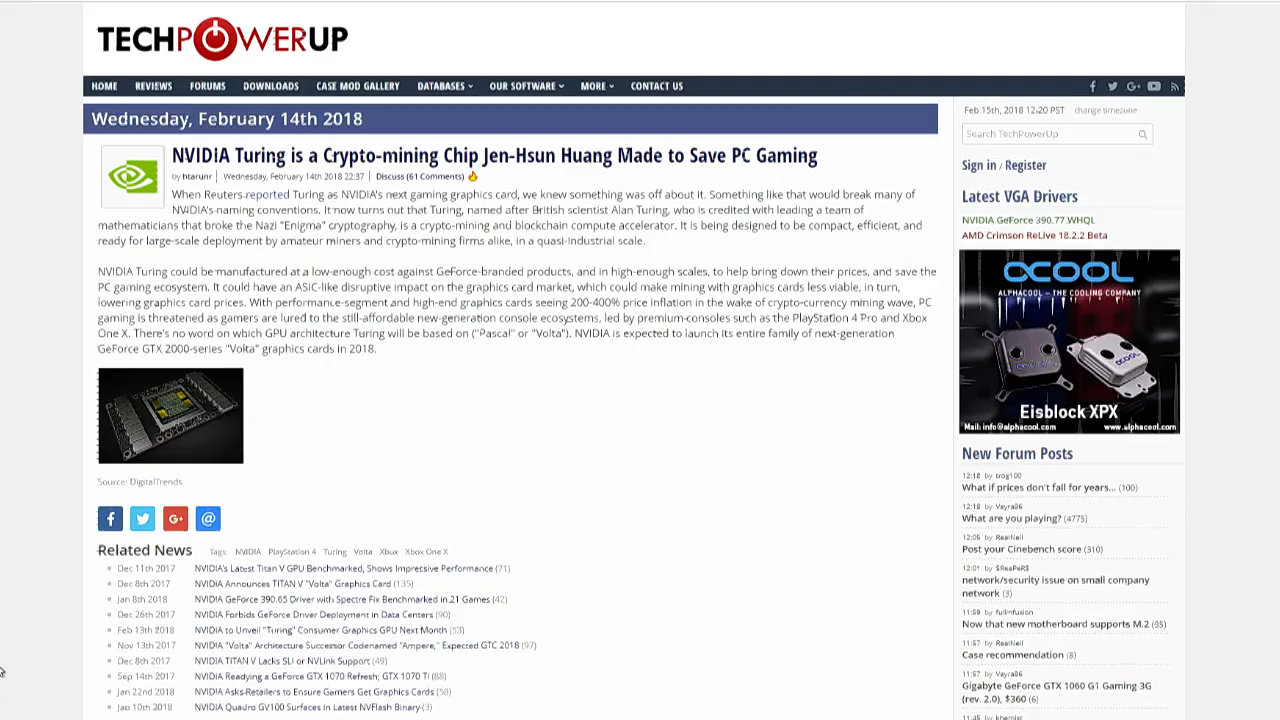 TECHPOWERUP
HOME REVIEWS FORUMS DOWNLOADS CASE MOD GALLERY DATABASES OUR SOFTWARE MORE CONTACT US
Wednesday, February 14th 2018
NVIDIA Turing is a Crypto-mining Chip Jen-Hsun Huang Made to Save PC Gaming
by btarunr | Wednesday, February 14th 2018 22:37 | Discuss (61 Comments)
When Reuters reported Turing as NVIDIA's next gaming graphics card, we knew something was off about it. Something like that would break many of
NVIDIA's naming conventions. It now turns out that Turing, named after British scientist Alan Turing, who is credited with leading a team of
mathematicians that broke the Nazi "Enigma" cryptography, is a crypto-mining and blockchain compute accelerator. It is being designed to be compact, efficient, and
ready for large-scale deployment by amateur miners and crypto-mining firms alike, in a quasi-industrial scale.
NVIDIA Turing could be manufactured at a low-enough cost against GeForce-branded products, and in high-enough scales, to help bring down their prices, and save the
PC gaming ecosystem. It could have an ASIC-like disruptive impact on the graphics card market, which could make mining with graphics cards less viable, in turn,
lowering graphics card prices. With performance-segment and high-end graphics cards seeing 200-400% price inflation in the wake of crypto-currency mining wave, PC
gaming is threatened as gamers are lured to the still-affordable new-generation console ecosystems, led by premium-consoles such as the PlayStation 4 Pro and Xbox
One X. There's no word on which GPU architecture Turing will be based on ("Pascal" or "Volta"). NVIDIA is expected to launch its entire family of next-generation
GeForce GTX 2000-series "Volta" graphics cards in 2018.
Source: DigitalTrends
Related News Tags: NVIDIA PlayStation 4 Turing Volta Xbox Xbox One X
Dec 11th 2017 NVIDIA's Latest Titan V GPU Benchmarked, Shows Impressive Performance (71)
Dec 8th 2017 NVIDIA Announces TITAN V "Volta" Graphics Card (135)
Jan 8th 2018 NVIDIA GeForce 390.65 Driver with Spectre Fix Benchmarked in 21 Games (42)
Dec 26th 2017 NVIDIA Forbids GeForce Driver Deployment in Data Centers (90)
Feb 13th 2018 NVIDIA to Unveil "Turing" Consumer Graphics GPU Next Month (53)
Nov 13th 2017 NVIDIA "Volta" Architecture Successor Codenamed "Ampere," Expected GTC 2018 (97)
Dec 8th 2017 NVIDIA TITAN V Lacks SLI or NVLink Support (49)
Sep 14th 2017 NVIDIA Readying a GeForce GTX 1070 Refresh; GTX 1070 Ti (88)
Jan 22nd 2018 NVIDIA Asks Retailers to Ensure Gamers Get Graphics Cards (58)
Jan 10th 2018 NVIDIA Quadro GV100 Surfaces in Latest NVFlash Binary (3)
Feb 15th, 2018 12:20 PST change timezone
Search TechPowerUp
Sign in / Register
Latest VGA Drivers
NVIDIA GeForce 390.77 WHQL
AMD Crimson ReLive 18.2.2 Beta
ALPHACOOL - THE COOLING COMPANY
Eisblock XPX
Mail: info@alphacool.com www.alphacool.com
New Forum Posts
12:18 by trog100
What if prices don't fall for years... (100)
12:18 by Vayra86
What are you playing? (4775)
12:05 by RealNeil
Post your Cinebench score (310)
12:01 by $ReaPeR$
network/security issue on small company
network (3)
11:59 by fullinfusion
Now that new motherboard supports M.2 (35)
11:57 by RealNeil
Case recommendation (8)
11:57 by Vayra86
Gigabyte GeForce GTX 1060 G1 Gaming 3G
(rev. 2.0), $360 (6)
11:45 by khemist